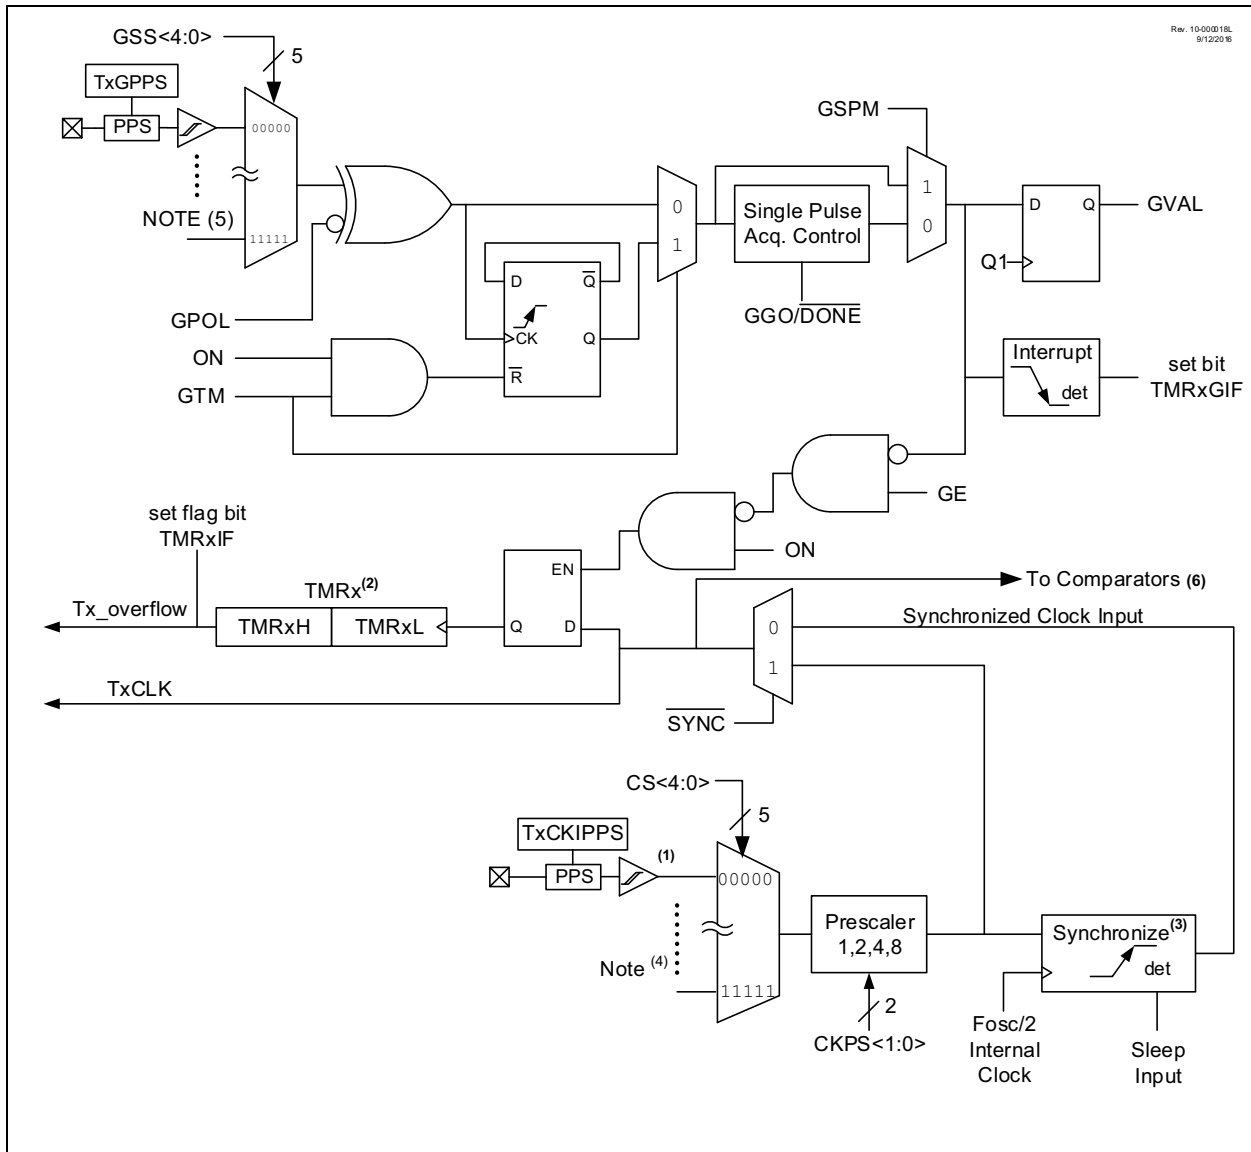 Rev. 10-000018L
9/12/2016
GSS<4:0>
5
TxGPPS
PPS
00000
NOTE (5)
11111
GPOL
ON
GTM
D
Q
CK
Q
R
0
1
Single Pulse
Acq. Control
GGO/DONE
GSPM
1
0
D
Q
Q1
GVAL
Interrupt
det
set bit
TMRxGIF
GE
ON
set flag bit
TMRxIF
Tx_overflow
TMRx(2)
TMRxH
TMRxL
EN
Q
D
TxCLK
To Comparators (6)
0
1
Synchronized Clock Input
SYNC
CS<4:0>
5
TxCKIPPS
PPS
(1)
00000
Note (4)
11111
Prescaler
1,2,4,8
2
CKPS<1:0>
Synchronize(3)
det
Fosc/2
Internal
Clock
Sleep
Input